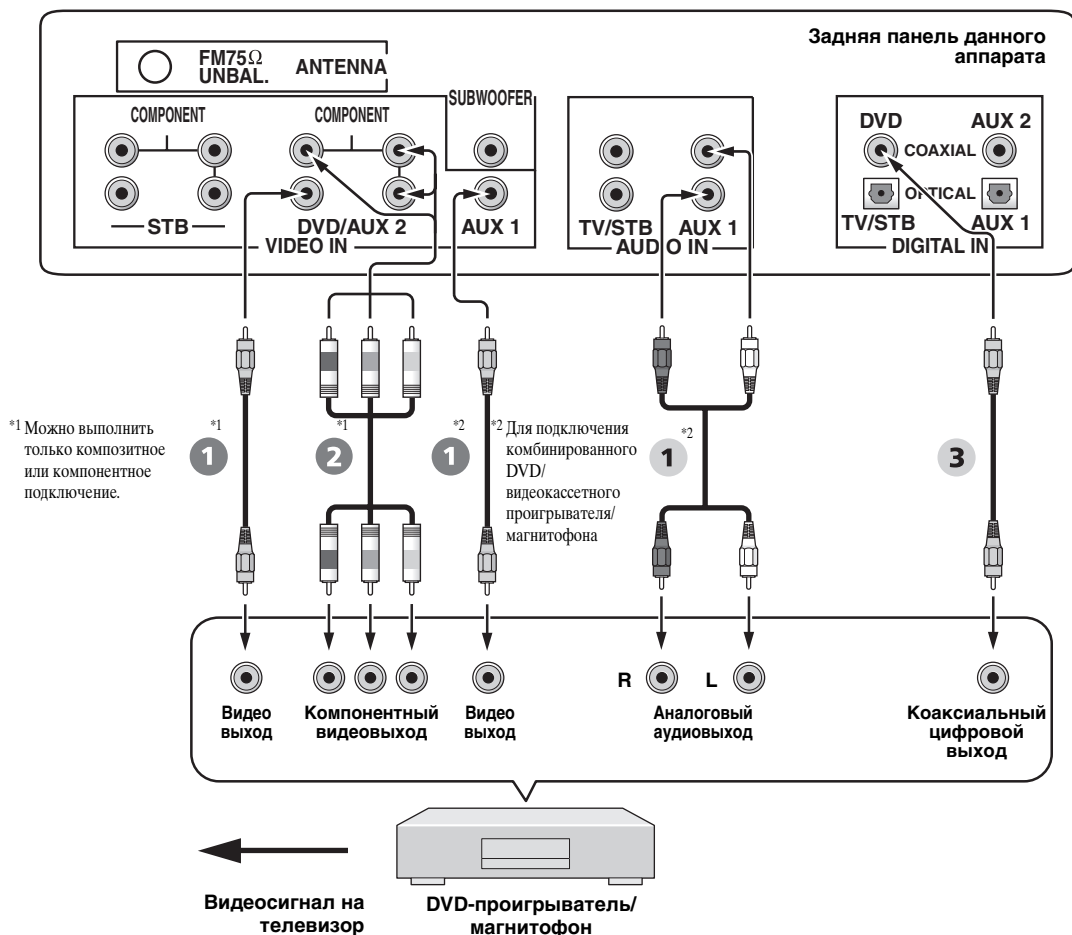 Задняя панель данного
аппарата
FM75Ω
UNBAL.
ANTENNA
SUBWOOFER
COMPONENT
COMPONENT
DVD
AUX 2
COAXIAL
OPTICAL
STB
DVD/AUX 2
AUX 1
VIDEO IN
TV/STB
AUX 1
AUDIO IN
TV/STB
AUX 1
DIGITAL IN
*1 Можно выполнить
только композитное
или компонентное
подключение.
1 *1
2 *1
1 *2
*2 Для подключения
комбинированного
DVD/
видеокассетного
проигрывателя/
магнитофона
1 *2
3
R
L
Видео
выход
Компонентный
видеовыход
Видео
выход
Аналоговый
аудиовыход
Коаксиальный
цифровой
выход
Видеосигнал на
телевизор
DVD-проигрыватель/
магнитофон